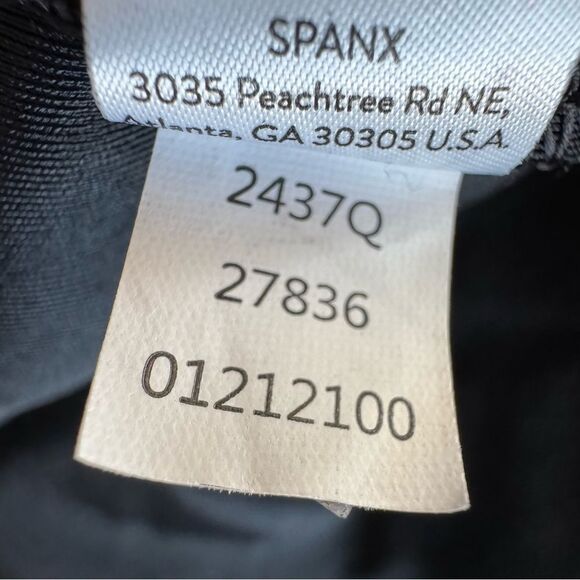 SPANX
3035 Peachtree Rd NE,
Atlanta, GA 30305 U.S.A.
2437Q
27836
01212100